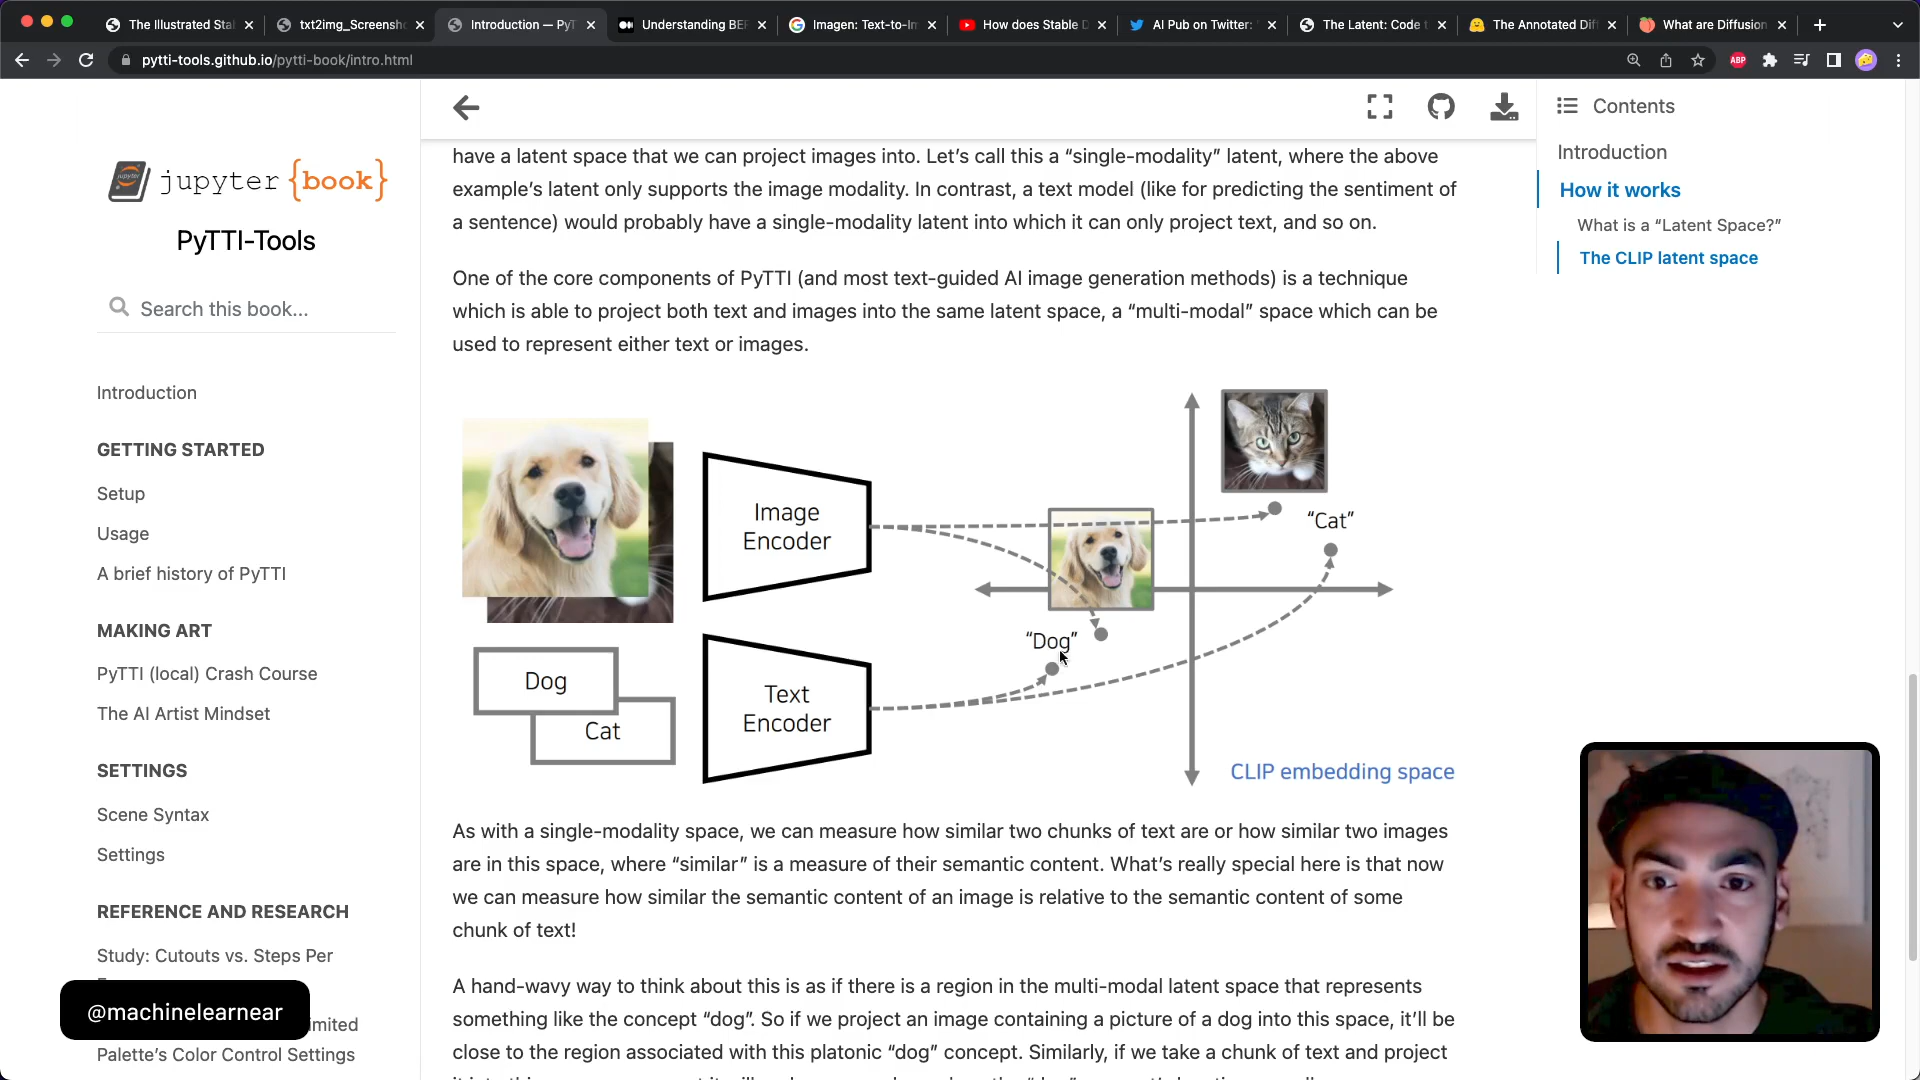 The Illustrated Sta
txt2img_Screensh
Introduction — PyT
Understanding BE
Imagen: Text-to-Im
How does Stable D
AI Pub on Twitter:
The Latent: Code t
The Annotated Dif
What are Diffusion
pytti-tools.github.io/pytti-book/intro.html
ABP
jupyter {book}
PyTTI-Tools
Search this book...
Introduction
GETTING STARTED
Setup
Usage
A brief history of PyTTI
MAKING ART
PyTTI (local) Crash Course
The AI Artist Mindset
SETTINGS
Scene Syntax
Settings
REFERENCE AND RESEARCH
Study: Cutouts vs. Steps Per
imited
Palette’s Color Control Settings
@machinelearnear
have a latent space that we can project images into. Let’s call this a “single-modality” latent, where the above
example’s latent only supports the image modality. In contrast, a text model (like for predicting the sentiment of
a sentence) would probably have a single-modality latent into which it can only project text, and so on.
One of the core components of PyTTI (and most text-guided AI image generation methods) is a technique
which is able to project both text and images into the same latent space, a “multi-modal” space which can be
used to represent either text or images.
Image
Encoder
“Cat”
“Dog”
Dog
Cat
Text
Encoder
CLIP embedding space
As with a single-modality space, we can measure how similar two chunks of text are or how similar two images
are in this space, where “similar” is a measure of their semantic content. What’s really special here is that now
we can measure how similar the semantic content of an image is relative to the semantic content of some
chunk of text!
A hand-wavy way to think about this is as if there is a region in the multi-modal latent space that represents
something like the concept “dog”. So if we project an image containing a picture of a dog into this space, it’ll be
close to the region associated with this platonic “dog” concept. Similarly, if we take a chunk of text and project
Contents
Introduction
How it works
What is a “Latent Space?”
The CLIP latent space